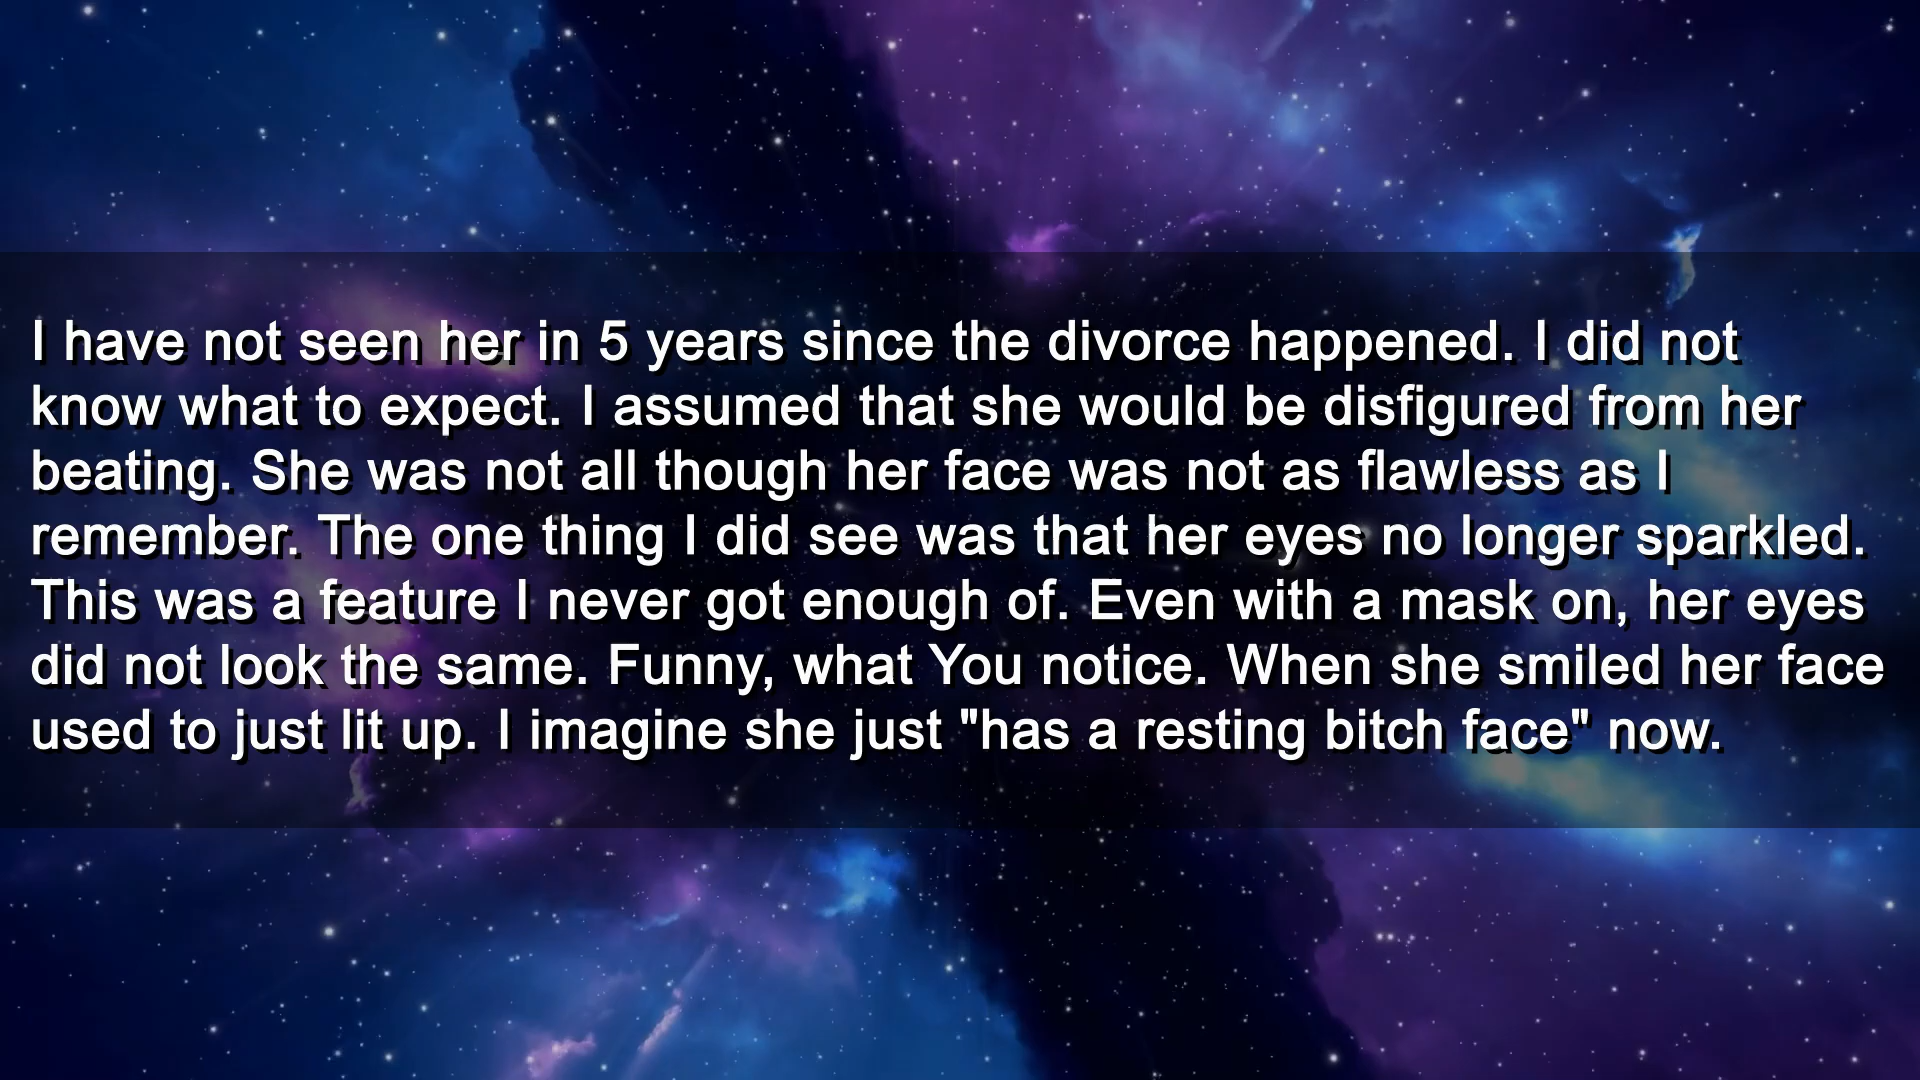 I have not seen her in 5 years since the divorce happened. I did not
know what to expect. I assumed that she would be disfigured from her
beating. She was not all though her face was not as flawless as I
remember. The one thing I did see was that her eyes no longer sparkled.
This was a feature I never got enough of. Even with a mask on, her eyes
did not look the same. Funny, what You notice. When she smiled her face
used to just lit up. I imagine she just "has a resting bitch face" now.